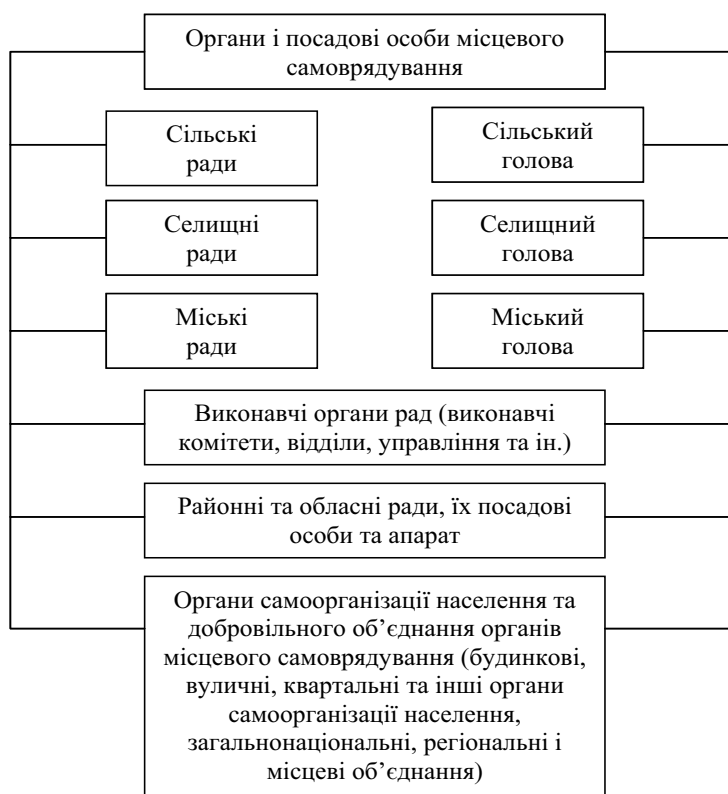 Органи і посадові особи місцевого
самоврядування
Сільські
ради
Сільський
голова
Селищні
ради
Селищний
голова
Міські
ради
Міський
голова
Виконавчі органи рад (виконавчі
комітети, відділи, управління та ін.)
Районні та обласні ради, їх посадові
особи та апарат
Органи самоорганізації населення та
добровільного об’єднання органів
місцевого самоврядування (будинкові,
вуличні, квартальні та інші органи
самоорганізації населення,
загальнонаціональні, регіональні і
місцеві об’єднання)